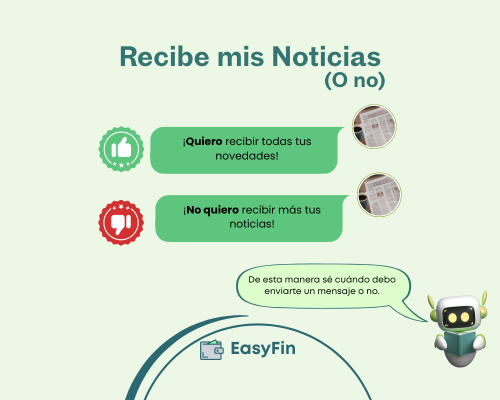 Recibe mis Noticias
(O no)
¡Quiero recibir todas tus
novedades!
¡No quiero recibir más tus
noticias!
De esta manera sé cuándo debo
enviarte un mensaje o no.
EasyFin